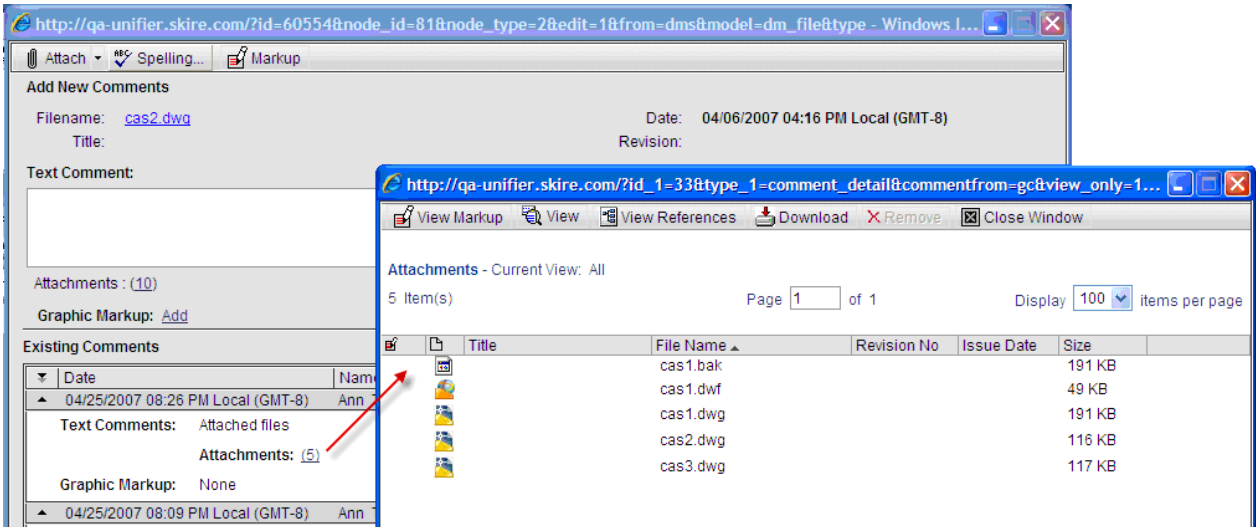 http://qa-unifier.skire.com/?id=60554&node_id=81&node_type=2&edit=1&from=dms&model=dm_file&type - Windows I...
Attach Spelling... Markup
Add New Comments
Filename: cas2.dwg Date: 04/06/2007 04:16 PM Local (GMT-8)
Title: Revision:
Text Comment:
Attachments : (10)
Graphic Markup: Add
Existing Comments
Date Name
04/25/2007 08:26 PM Local (GMT-8) Ann T
Text Comments: Attached files
Attachments: (5)
Graphic Markup: None
04/25/2007 08:09 PM Local (GMT-8) Ann T
http://qa-unifier.skire.com/?id_1=33&type_1=comment_detail&commentfrom=gc&view_only=1...
View Markup View View References Download Remove Close Window
Attachments - Current View: All
5 Item(s) Page 1 of 1 Display 100 items per page
Title File Name Revision No Issue Date Size
cas1.bak 191 KB
cas1.dwf 49 KB
cas1.dwg 191 KB
cas2.dwg 116 KB
cas3.dwg 117 KB